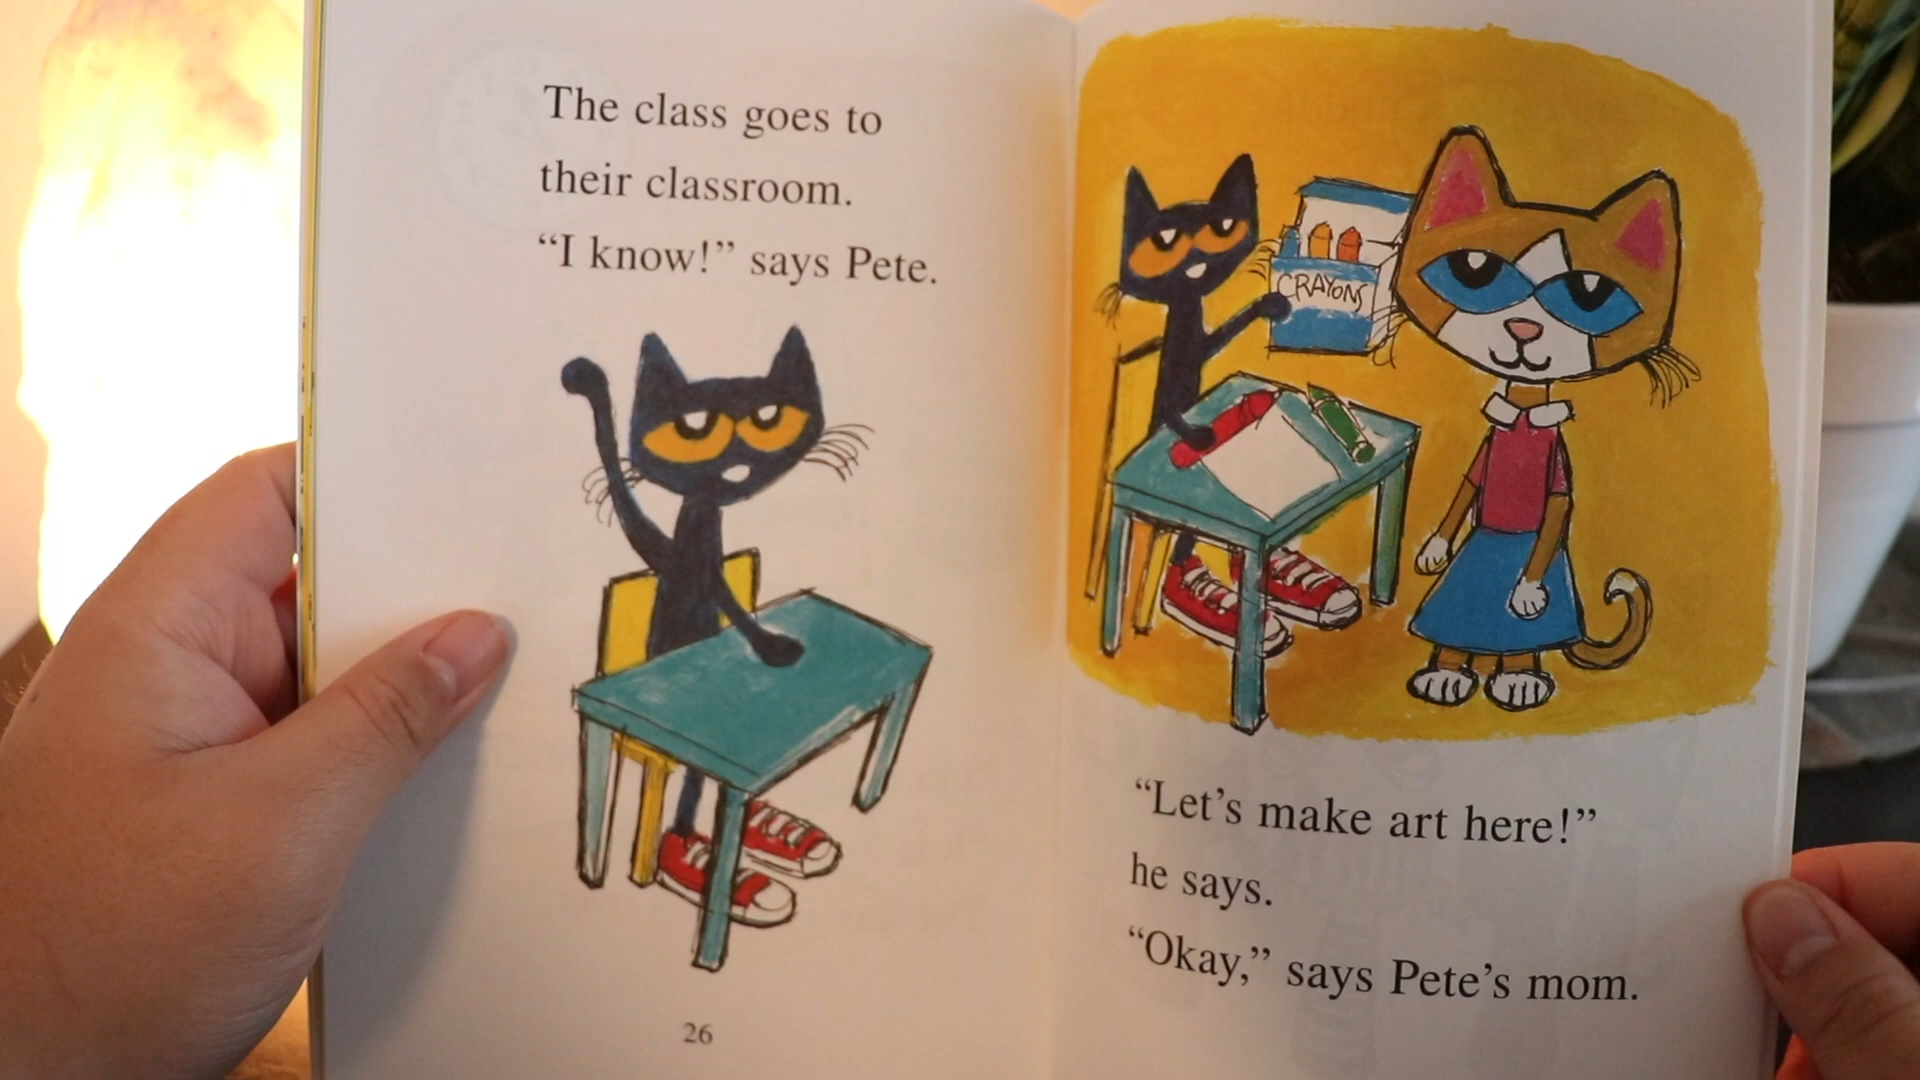 The class goes to
their classroom.
“I know!” says Pete.
26
CRAYONS
“Let’s make art here!”
he says.
“Okay,” says Pete’s mom.